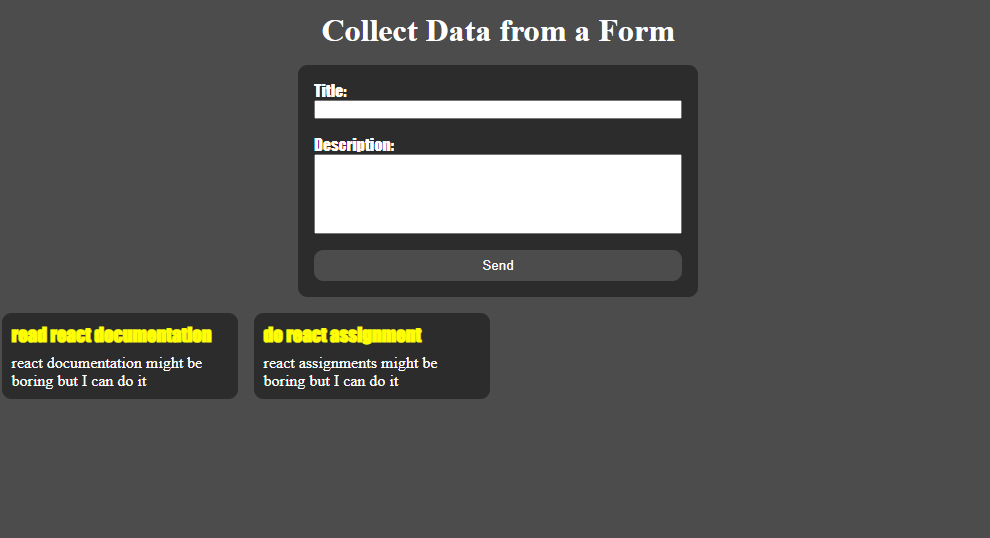 Collect Data from a Form
Title:
Description:
Send
read react documentation
react documentation might be
boring but I can do it
do react assignment
react assignments might be
boring but I can do it